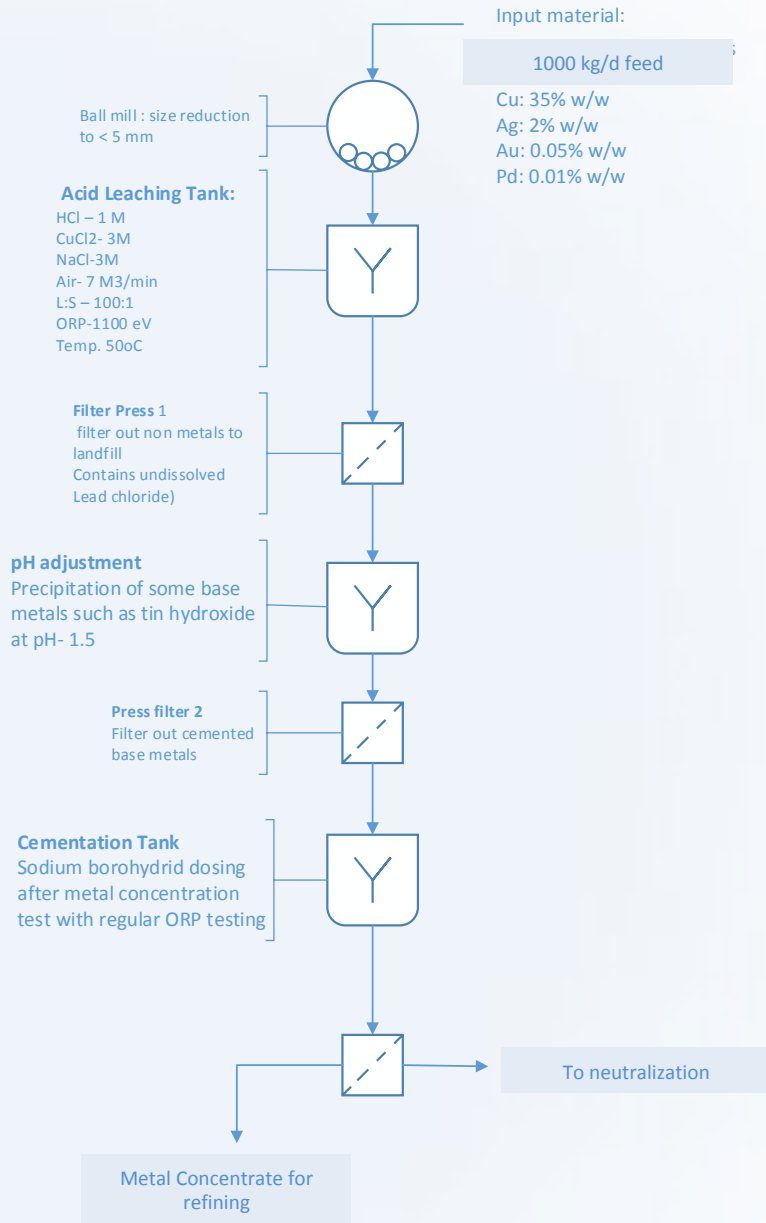 Input material:
1000 kg/d feed
Cu: 35% w/w
Ag: 2% w/w
Au: 0.05% w/w
Pd: 0.01% w/w
Ball mill : size reduction
to < 5 mm
Acid Leaching Tank:
HCl – 1 M
CuCl2- 3M
NaCl-3M
Air- 7 M3/min
L:S – 100:1
ORP-1100 eV
Temp. 50oC
Filter Press 1
filter out non metals to
landfill
Contains undissolved
Lead chloride)
pH adjustment
Precipitation of some base
metals such as tin hydroxide
at pH- 1.5
Press filter 2
Filter out cemented
base metals
Cementation Tank
Sodium borohydrid dosing
after metal concentration
test with regular ORP testing
To neutralization
Metal Concentrate for
refining